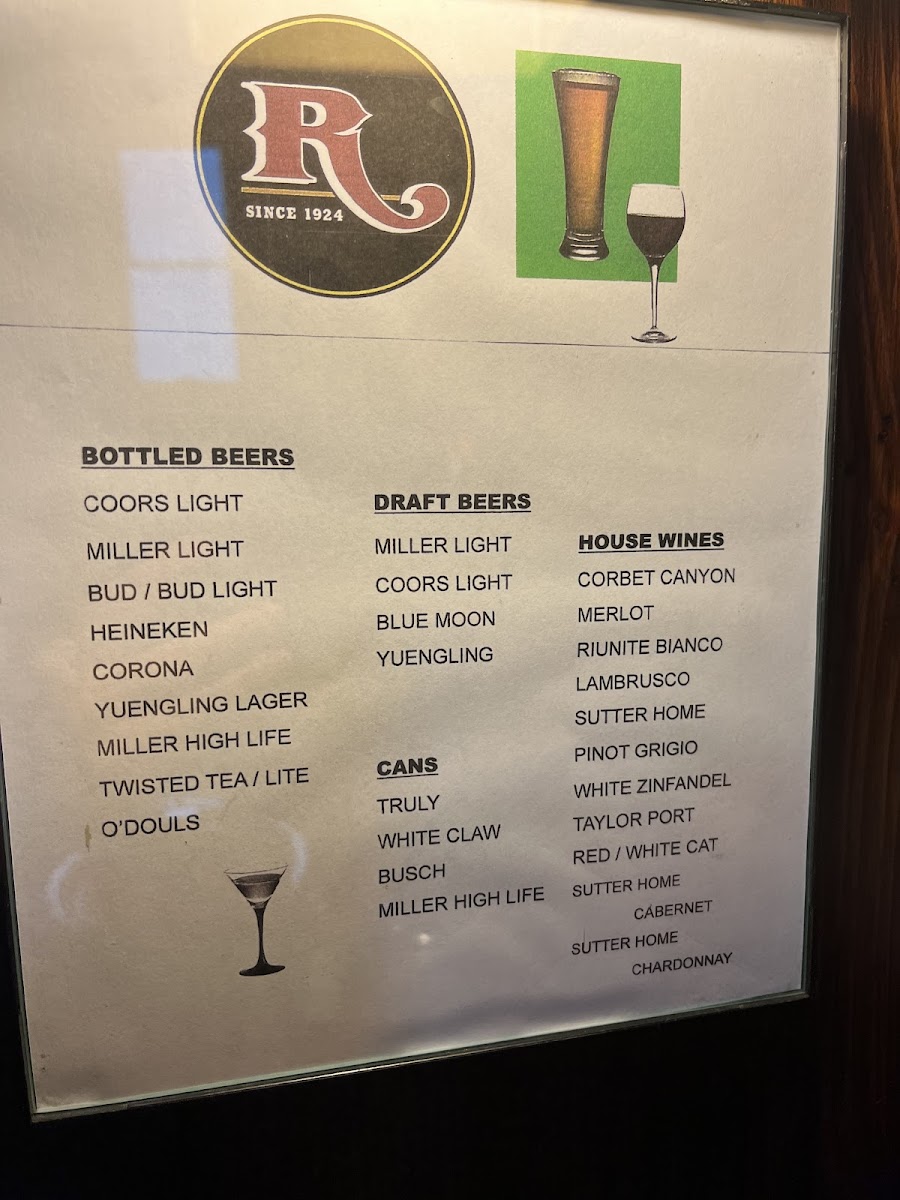 R
SINCE 1924
BOTTLED BEERS
COORS LIGHT
MILLER LIGHT
BUD / BUD LIGHT
HEINEKEN
CORONA
YUENGLING LAGER
MILLER HIGH LIFE
TWISTED TEA / LITE
O'DOULS
DRAFT BEERS
MILLER LIGHT
COORS LIGHT
BLUE MOON
YUENGLING
CANS
TRULY
WHITE CLAW
BUSCH
MILLER HIGH LIFE
HOUSE WINES
CORBET CANYON
MERLOT
RIUNITE BIANCO
LAMBRUSCO
SUTTER HOME
PINOT GRIGIO
WHITE ZINFANDEL
TAYLOR PORT
RED / WHITE CAT
SUTTER HOME
CABERNET
SUTTER HOME
CHARDONNAY